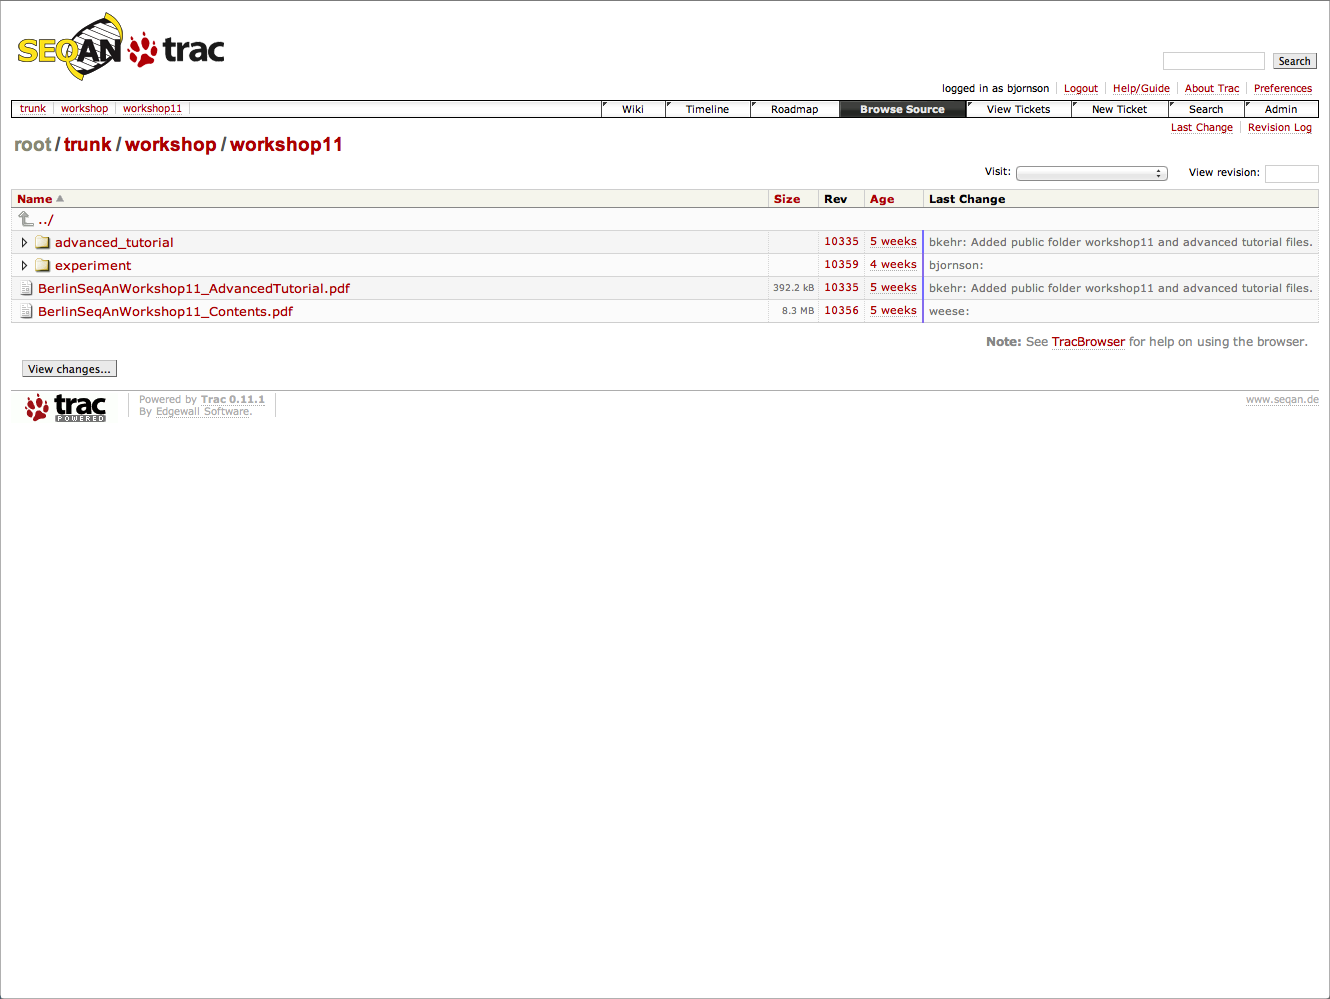 SEQAN trac
Search
logged in as bjornson Logout Help/Guide About Trac Preferences
trunk workshop workshop11 Wiki Timeline Roadmap Browse Source View Tickets New Ticket Search Admin
Last Change Revision Log
root / trunk / workshop / workshop11
Visit: View revision:
Name Size Rev Age Last Change
../
advanced_tutorial 10335 5 weeks bkehr: Added public folder workshop11 and advanced tutorial files.
experiment 10359 4 weeks bjornson:
BerlinSeqAnWorkshop11_AdvancedTutorial.pdf 392.2 kB 10335 5 weeks bkehr: Added public folder workshop11 and advanced tutorial files.
BerlinSeqAnWorkshop11_Contents.pdf 8.3 MB 10356 5 weeks weese:
Note: See TracBrowser for help on using the browser.
View changes...
trac POWERED
Powered by Trac 0.11.1
By Edgewall Software.
www.seqan.de